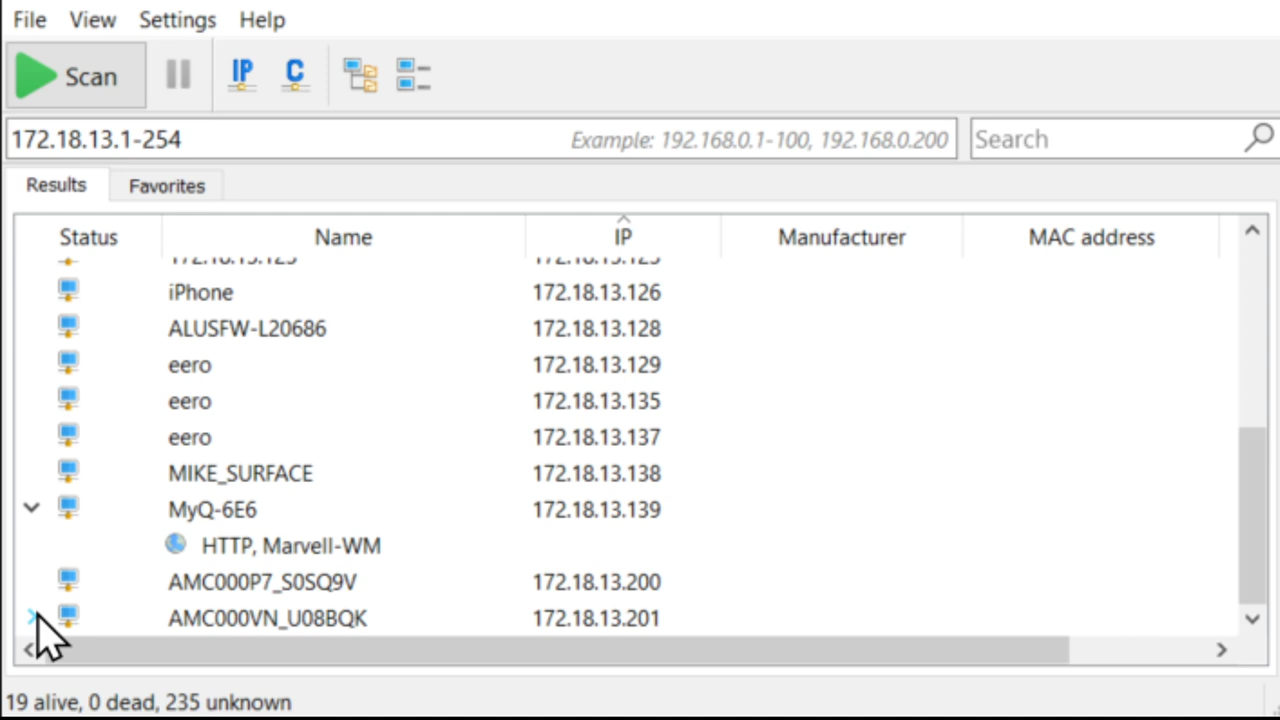 File View Settings Help
Scan IP C
172.18.13.1-254 Example: 192.168.0.1-100, 192.168.0.200 Search
Results Favorites
Status Name IP Manufacturer MAC address
iPhone 172.18.13.126
ALUSFW-L20686 172.18.13.128
eero 172.18.13.129
eero 172.18.13.135
eero 172.18.13.137
MIKE_SURFACE 172.18.13.138
MyQ-6E6 172.18.13.139
HTTP, Marvell-WM
AMC000P7_S0SQ9V 172.18.13.200
AMC000VN_U08BQK 172.18.13.201
19 alive, 0 dead, 235 unknown